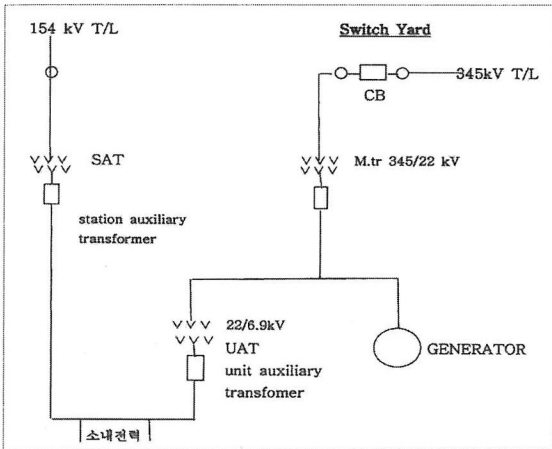 154 kV T/L
Switch Yard
345kV T/L
CB
SAT
M.tr 345/22 kV
station auxiliary
transformer
22/6.9kV
UAT
unit auxiliary
transfomer
GENERATOR
소내전력